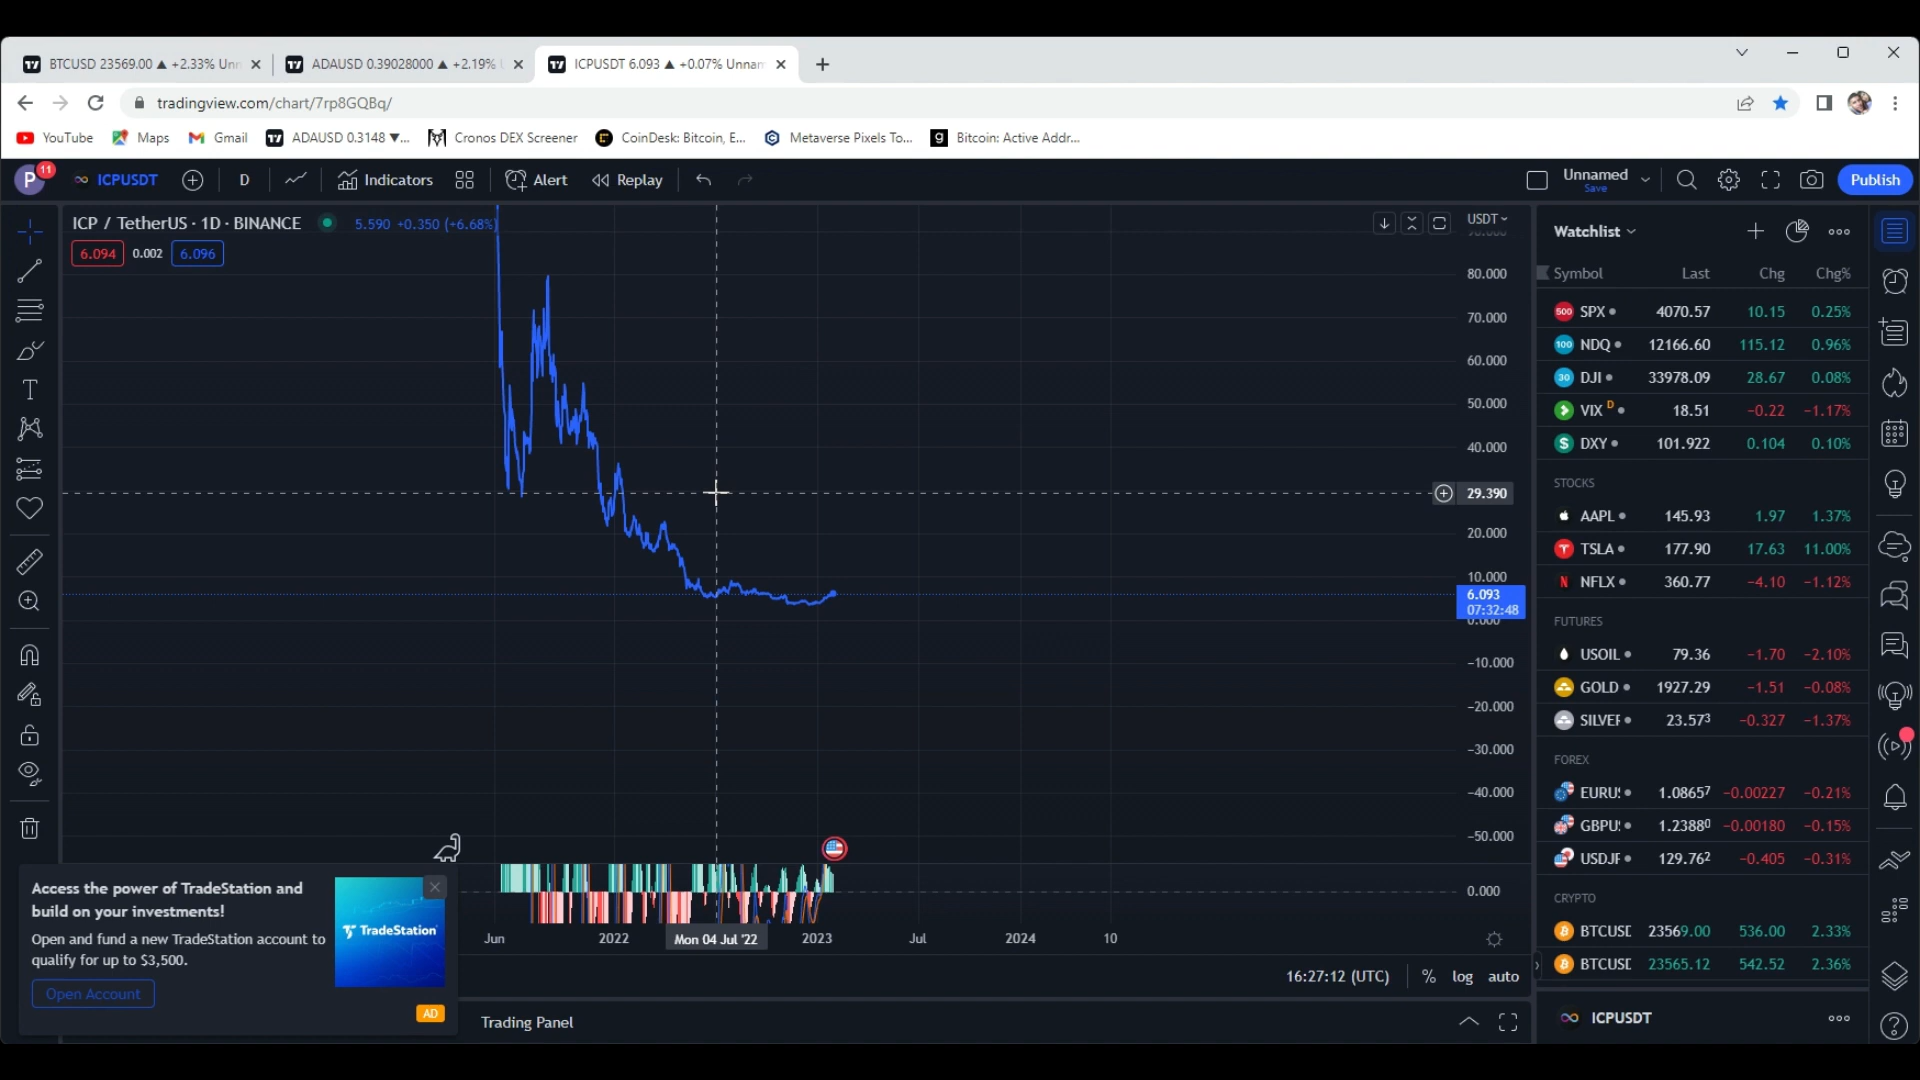 BTCUSD 23569.00 ▲ +2.33% Unn
ADAUSD 0.39028000 ▲ +2.19% U
ICPUSDT 6.093 ▲ +0.07% Unnam
tradingview.com/chart/7rp8GQBq/
YouTube
Maps
Gmail
ADAUSD 0.3148 ▼...
Cronos DEX Screener
CoinDesk: Bitcoin, E...
Metaverse Pixels To...
Bitcoin: Active Addr...
P
11
ICPUSDT
D
Indicators
Alert
Replay
Unnamed
Save
Publish
ICP / TetherUS · 1D · BINANCE
5.590 +0.350 (+6.68%)
6.094
0.002
6.096
USDT
90.000
80.000
70.000
60.000
50.000
40.000
29.390
20.000
10.000
6.093
07:32:48
0.000
−10.000
−20.000
−30.000
−40.000
−50.000
0.000
Jun
2022
Mon 04 Jul '22
2023
Jul
2024
10
16:27:12 (UTC)
%
log
auto
Trading Panel
Access the power of TradeStation and
build on your investments!
Open and fund a new TradeStation account to
qualify for up to $3,500.
Open Account
TradeStation
AD
Watchlist
Symbol Last Chg Chg%
500 SPX 4070.57 10.15 0.25%
100 NDQ 12166.60 115.12 0.96%
30 DJI 33978.09 28.67 0.08%
VIX D 18.51 −0.22 −1.17%
$ DXY 101.922 0.104 0.10%
STOCKS
AAPL 145.93 1.97 1.37%
TSLA 177.90 17.63 11.00%
N NFLX 360.77 −4.10 −1.12%
FUTURES
USOIL 79.36 −1.70 −2.10%
GOLD 1927.29 −1.51 −0.08%
SILVER 23.573 −0.327 −1.37%
FOREX
EURUS 1.08657 −0.00227 −0.21%
GBPU 1.23880 −0.00180 −0.15%
USDJP 129.762 −0.405 −0.31%
CRYPTO
BTCUSD 23569.00 536.00 2.33%
BTCUSD 23565.12 542.52 2.36%
ICPUSDT